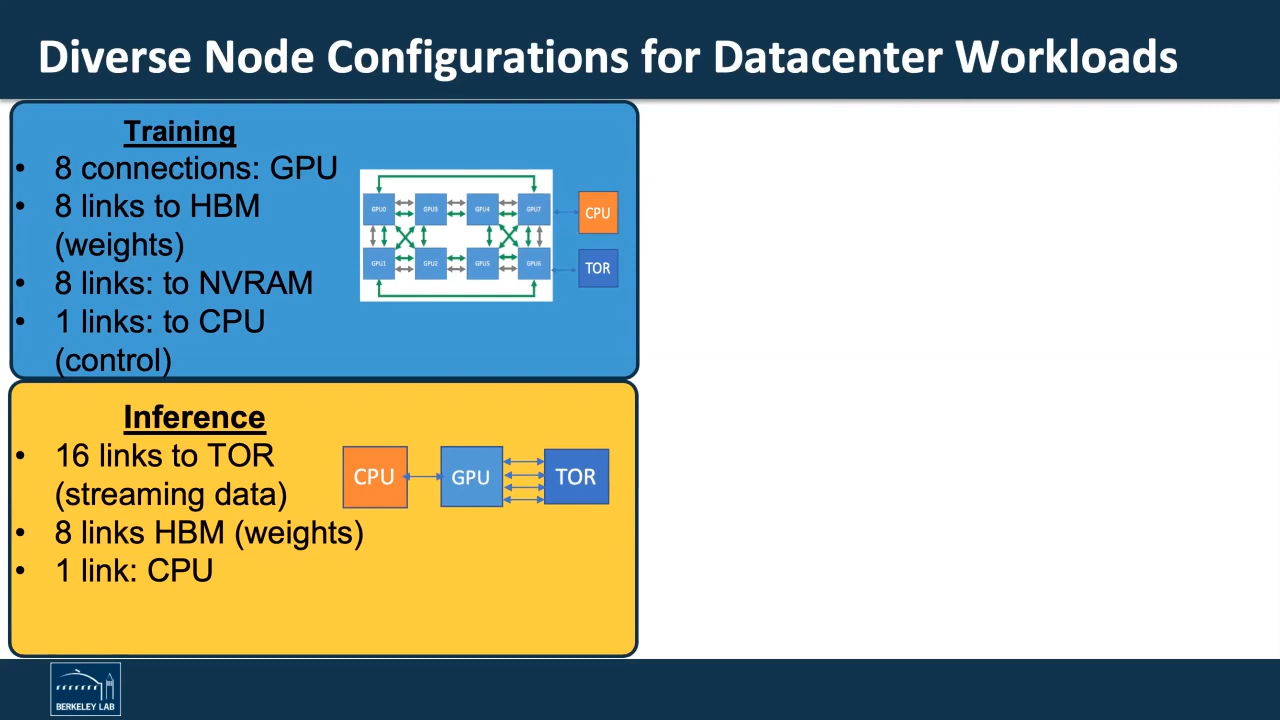 Diverse Node Configurations for Datacenter Workloads
Training
• 8 connections: GPU
• 8 links to HBM
(weights)
• 8 links: to NVRAM
• 1 links: to CPU
(control)
GPU0 GPU3 GPU4 GPU7
CPU
GPU1 GPU2 GPU5 GPU6
TOR
Inference
• 16 links to TOR
(streaming data)
• 8 links HBM (weights)
• 1 link: CPU
CPU GPU TOR
BERKELEY LAB